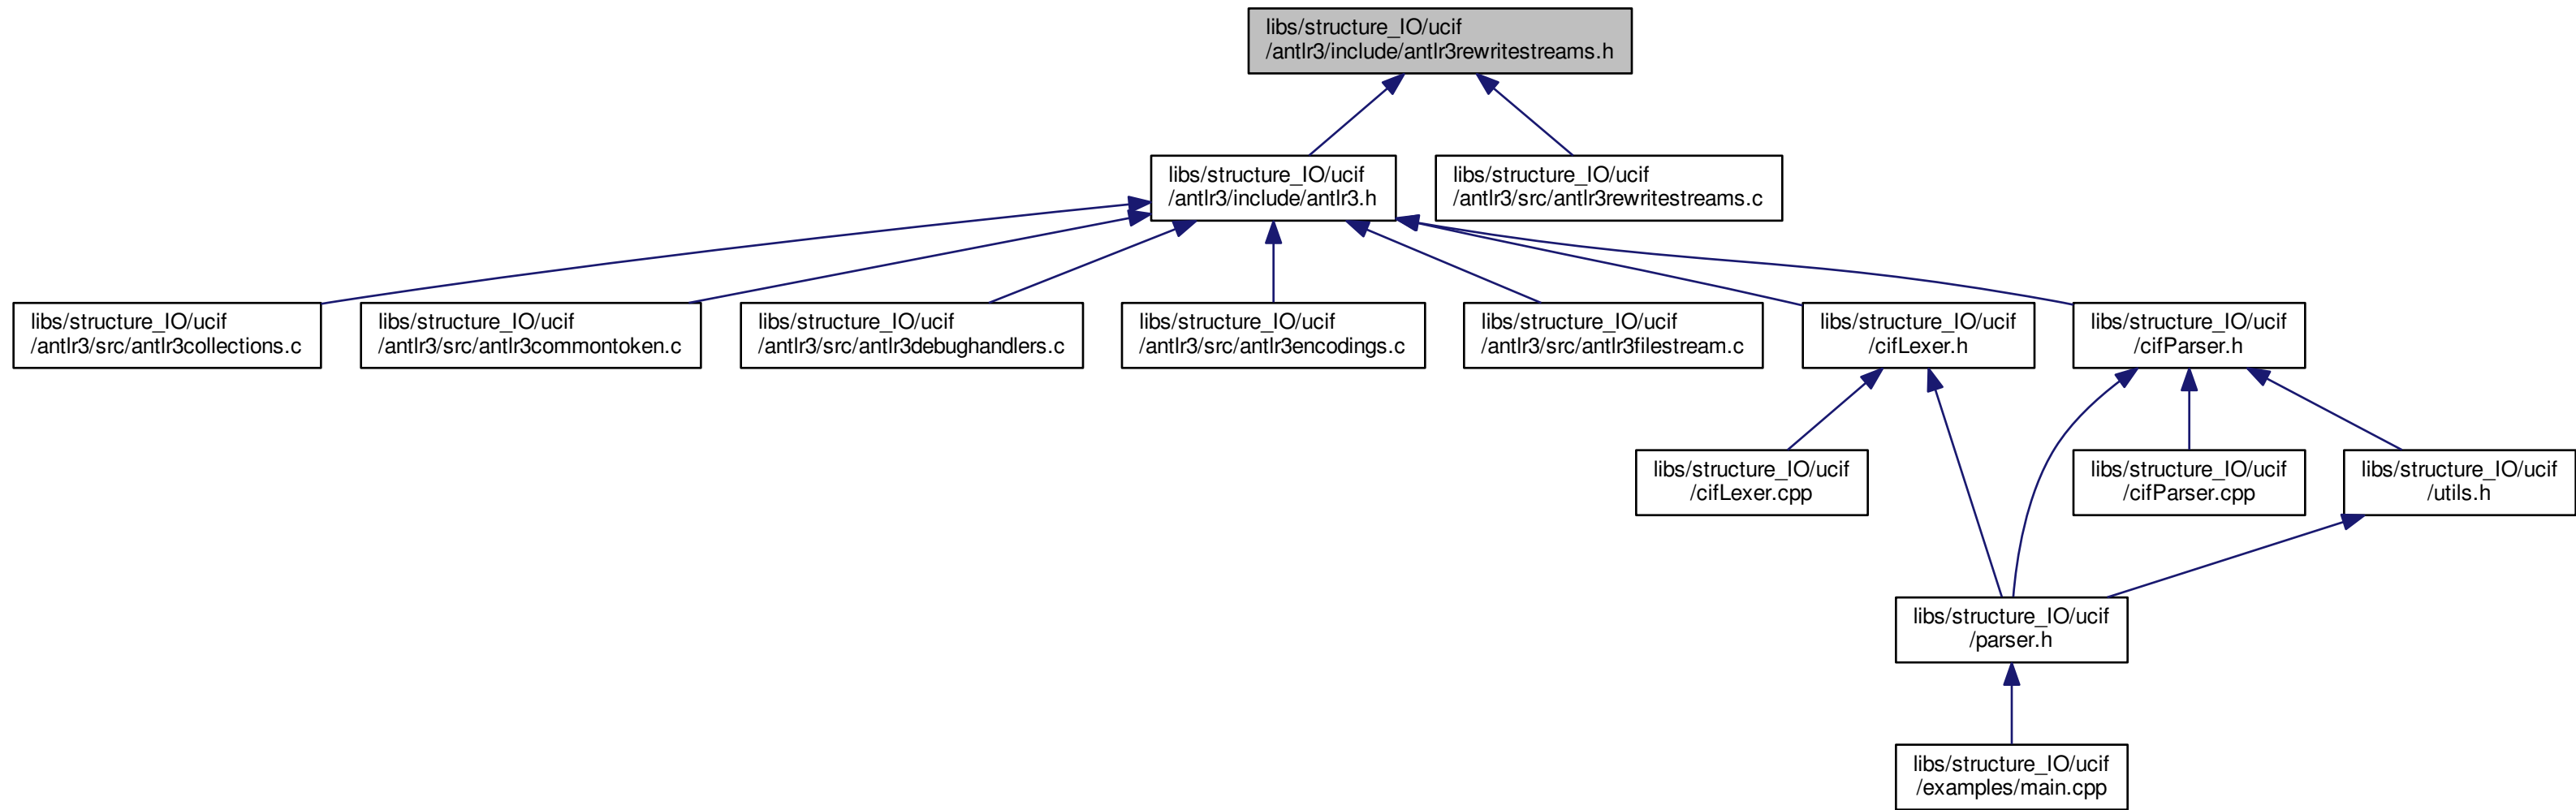 libs/structure_IO/ucif
/antlr3/include/antlr3rewritestreams.h
libs/structure_IO/ucif
/antlr3/include/antlr3.h
libs/structure_IO/ucif
/antlr3/src/antlr3rewritestreams.c
libs/structure_IO/ucif
/antlr3/src/antlr3collections.c
libs/structure_IO/ucif
/antlr3/src/antlr3commontoken.c
libs/structure_IO/ucif
/antlr3/src/antlr3debughandlers.c
libs/structure_IO/ucif
/antlr3/src/antlr3encodings.c
libs/structure_IO/ucif
/antlr3/src/antlr3filestream.c
libs/structure_IO/ucif
/cifLexer.h
libs/structure_IO/ucif
/cifParser.h
libs/structure_IO/ucif
/cifLexer.cpp
libs/structure_IO/ucif
/cifParser.cpp
libs/structure_IO/ucif
/utils.h
libs/structure_IO/ucif
/parser.h
libs/structure_IO/ucif
/examples/main.cpp